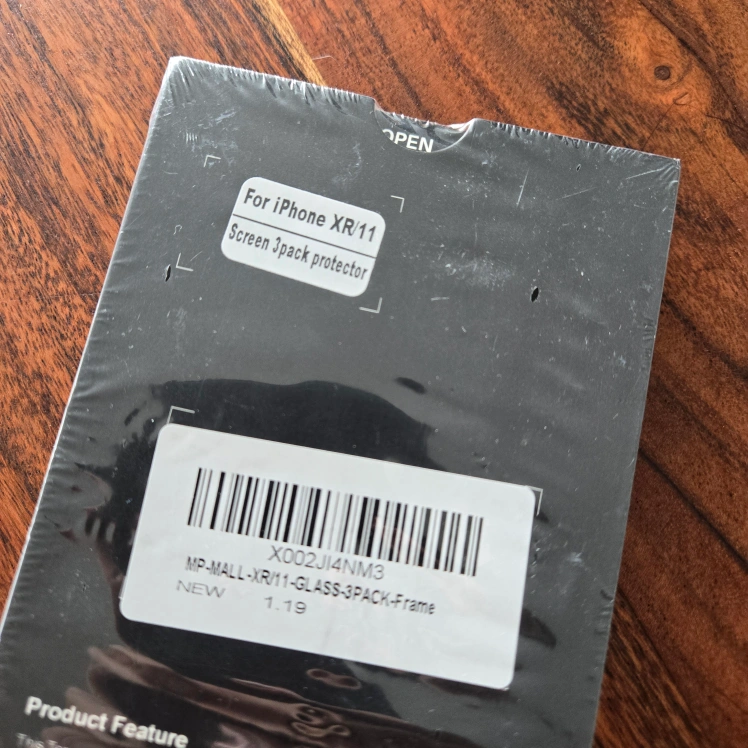 OPEN
For iPhone XR/11
Screen 3pack protector
X002JI4NM3
MP-MALL-XR/11-GLASS-3PACK-Frame
NEW 1.19
Product Feature